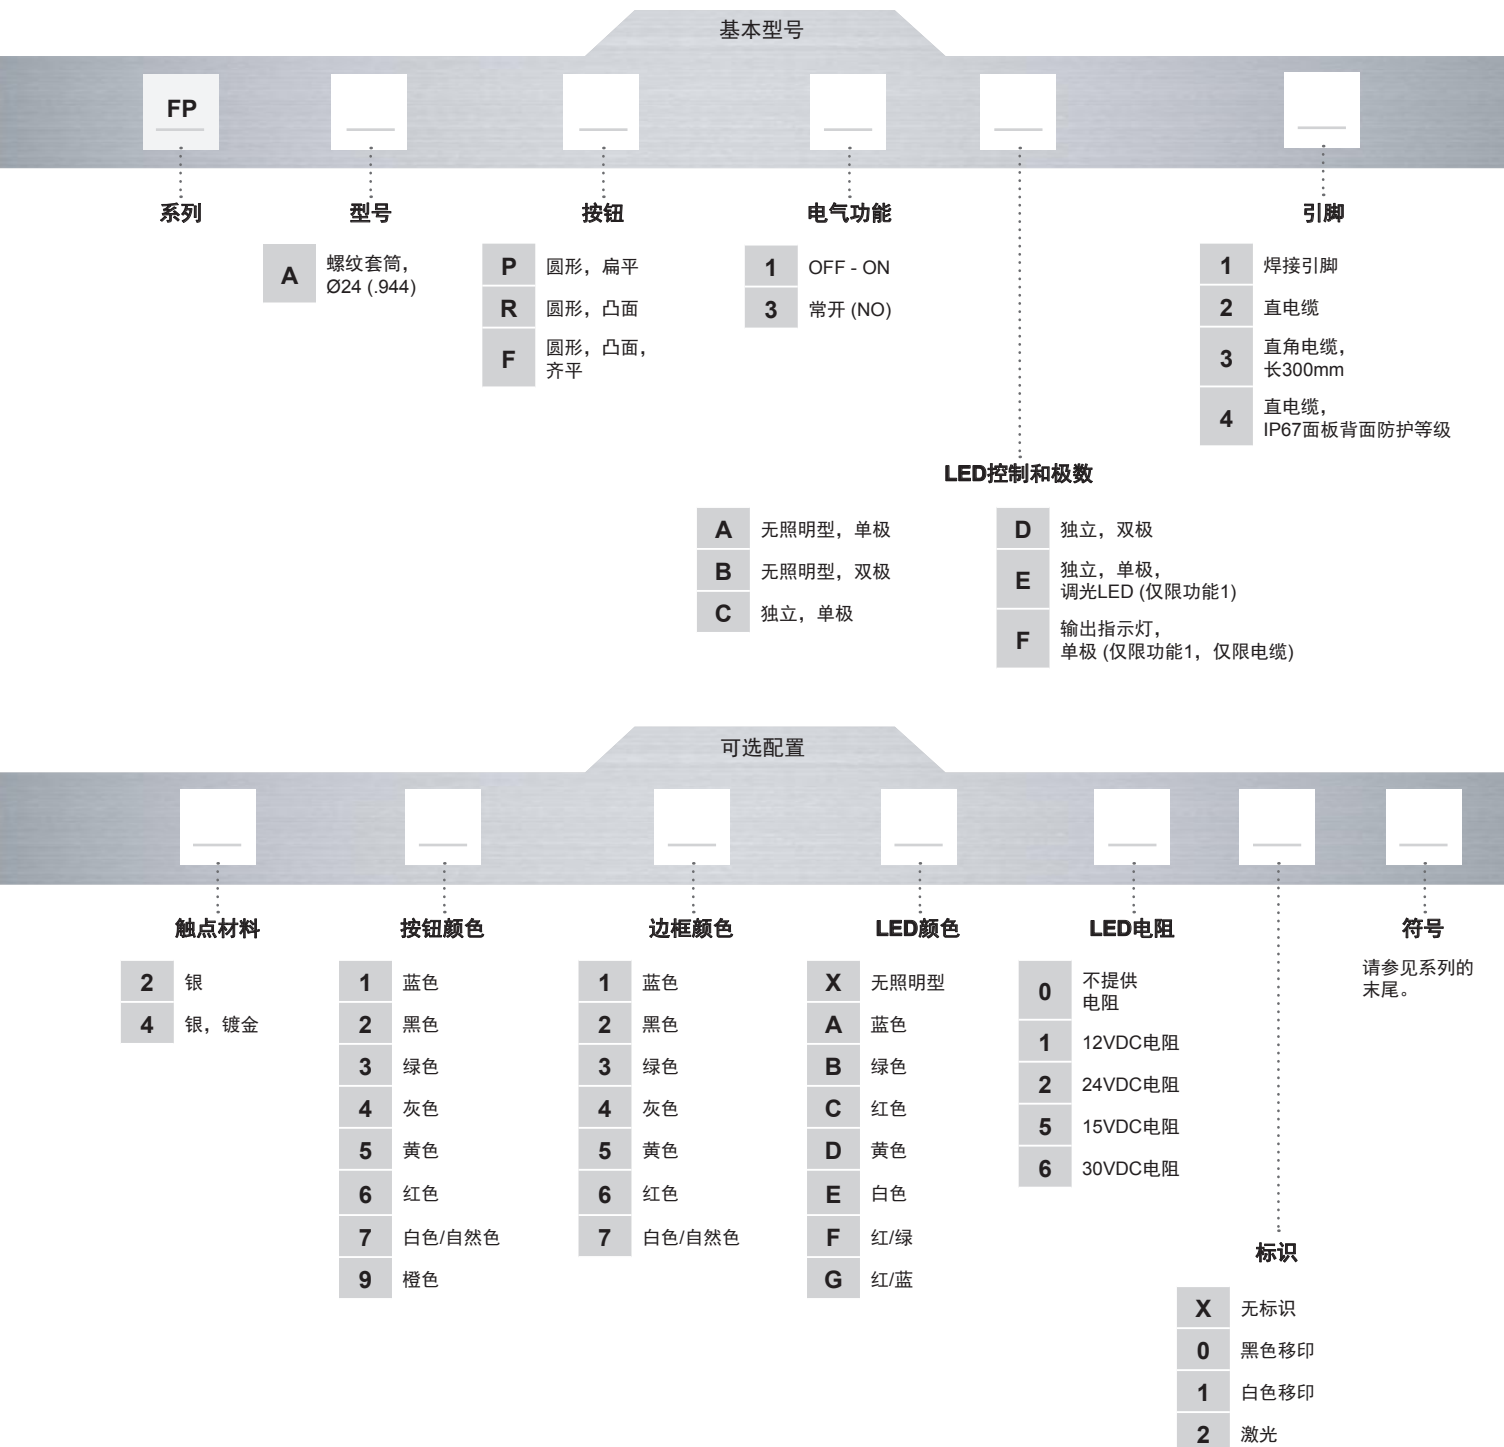 基本型号
FP
系列
型号
按钮
电气功能
引脚
A
螺纹套筒，
Ø24 (.944)
P 圆形，扁平
R 圆形，凸面
F
圆形，凸面，
齐平
1 OFF - ON
3 常开 (NO)
1 焊接引脚
2 直电缆
3
直角电缆，
长300mm
4
直电缆，
IP67面板背面防护等级
LED控制和极数
A 无照明型，单极
B 无照明型，双极
C 独立，单极
D 独立，双极
E
独立，单极，
调光LED (仅限功能1)
F
输出指示灯，
单极 (仅限功能1，仅限电缆)
可选配置
触点材料
按钮颜色
边框颜色
LED颜色
LED电阻
符号
2 银
4 银，镀金
1 蓝色
2 黑色
3 绿色
4 灰色
5 黄色
6 红色
7 白色/自然色
9 橙色
1 蓝色
2 黑色
3 绿色
4 灰色
5 黄色
6 红色
7 白色/自然色
X 无照明型
A 蓝色
B 绿色
C 红色
D 黄色
E 白色
F 红/绿
G 红/蓝
0
不提供
电阻
1 12VDC电阻
2 24VDC电阻
5 15VDC电阻
6 30VDC电阻
请参见系列的
末尾。
标识
X 无标识
0 黑色移印
1 白色移印
2 激光